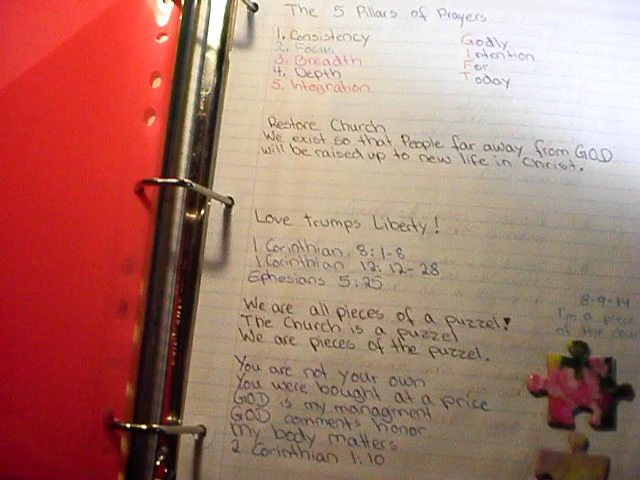 The 5 Pillars of Prayers
1. Consistency
2. Focus
3. Breadth
4. Depth
5. Integration
Godly
Intention
For
Today
Restore Church
We exist so that People far away from GOD
will be raised up to new life in Christ.
Love Trumps Liberty!
1 Corinthian 8:1-8
1 Corinthian 12:12-28
Ephesians 5:25
We are all pieces of a puzzel!
The Church is a puzzel
We are pieces of the puzzel.
8-9-14
I'm a piece
of the
You are not your own
You were bought at a price
GOD is my managment
GOD comments honor
My body matters
2 Corinthian 1:10